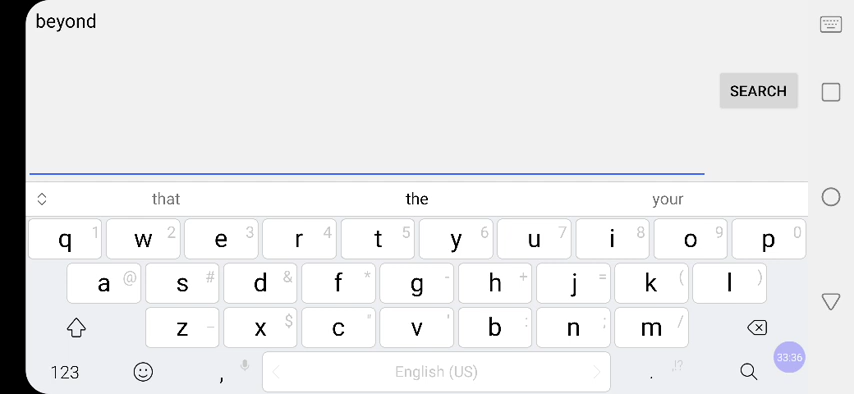 beyond
SEARCH
that the your
q 1 w 2 e 3 r 4 t 5 y 6 u 7 i 8 o 9 p 0
a @ s # d & f * g - h + j = k ( l )
z _ x $ c " v ' b : n ; m /
123 , English (US) . .!?
33:36